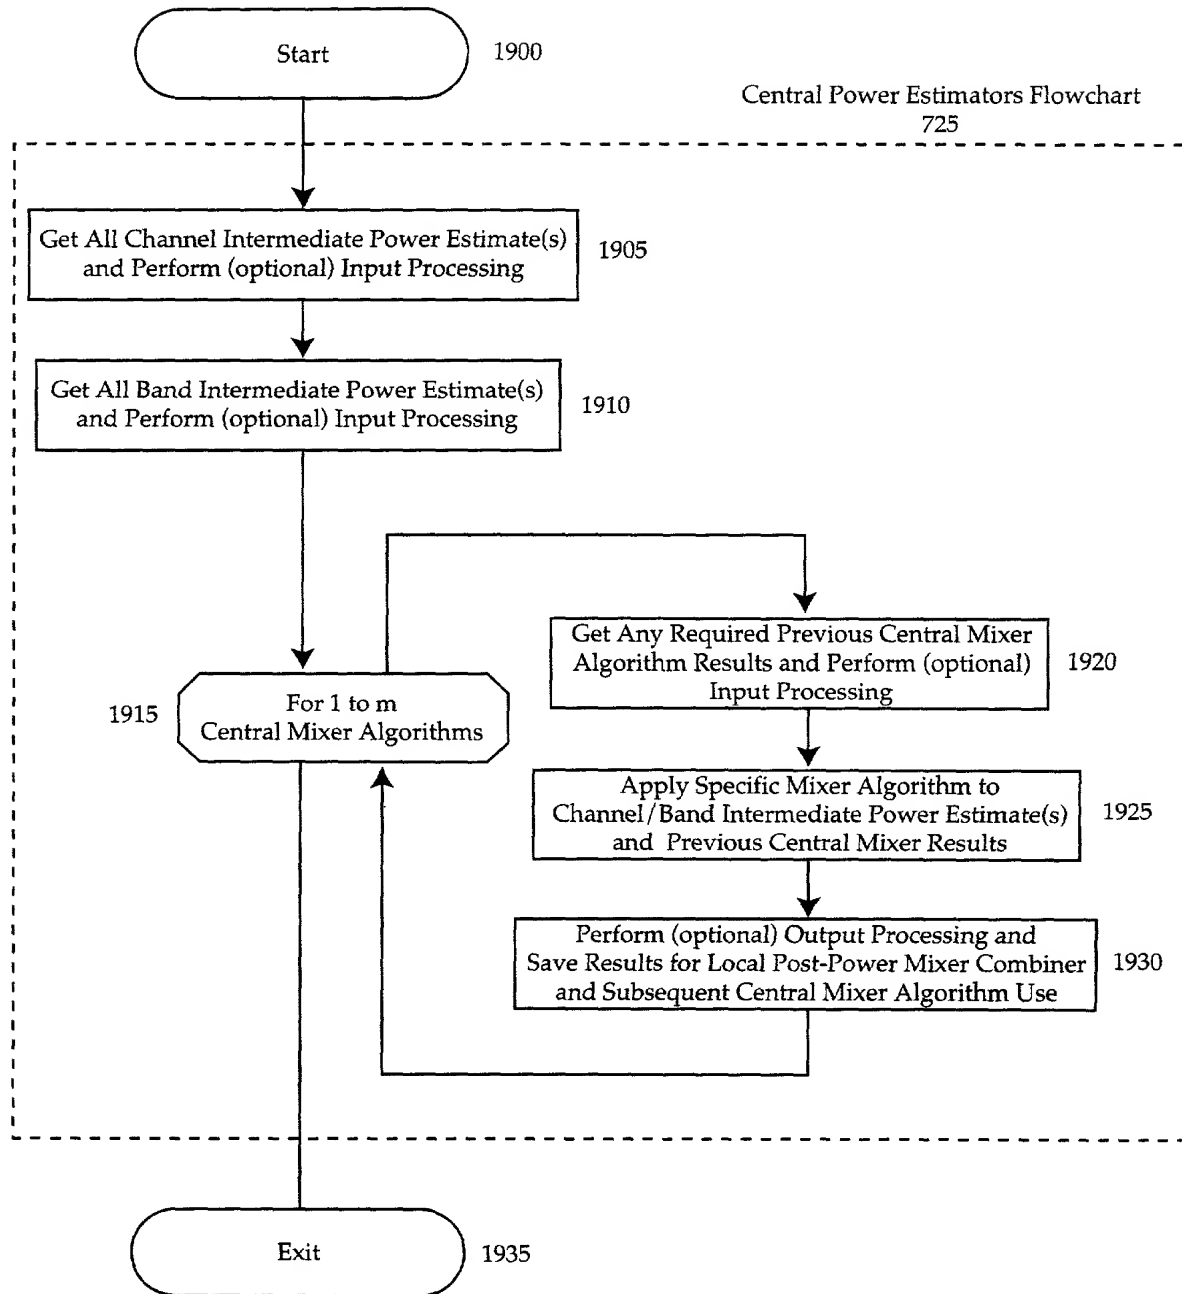 Start
1900
Central Power Estimators Flowchart
725
Get All Channel Intermediate Power Estimate(s)
and Perform (optional) Input Processing
1905
Get All Band Intermediate Power Estimate(s)
and Perform (optional) Input Processing
1910
1915
For 1 to m
Central Mixer Algorithms
Get Any Required Previous Central Mixer
Algorithm Results and Perform (optional)
Input Processing
1920
Apply Specific Mixer Algorithm to
Channel/Band Intermediate Power Estimate(s)
and Previous Central Mixer Results
1925
Perform (optional) Output Processing and
Save Results for Local Post-Power Mixer Combiner
and Subsequent Central Mixer Algorithm Use
1930
Exit
1935